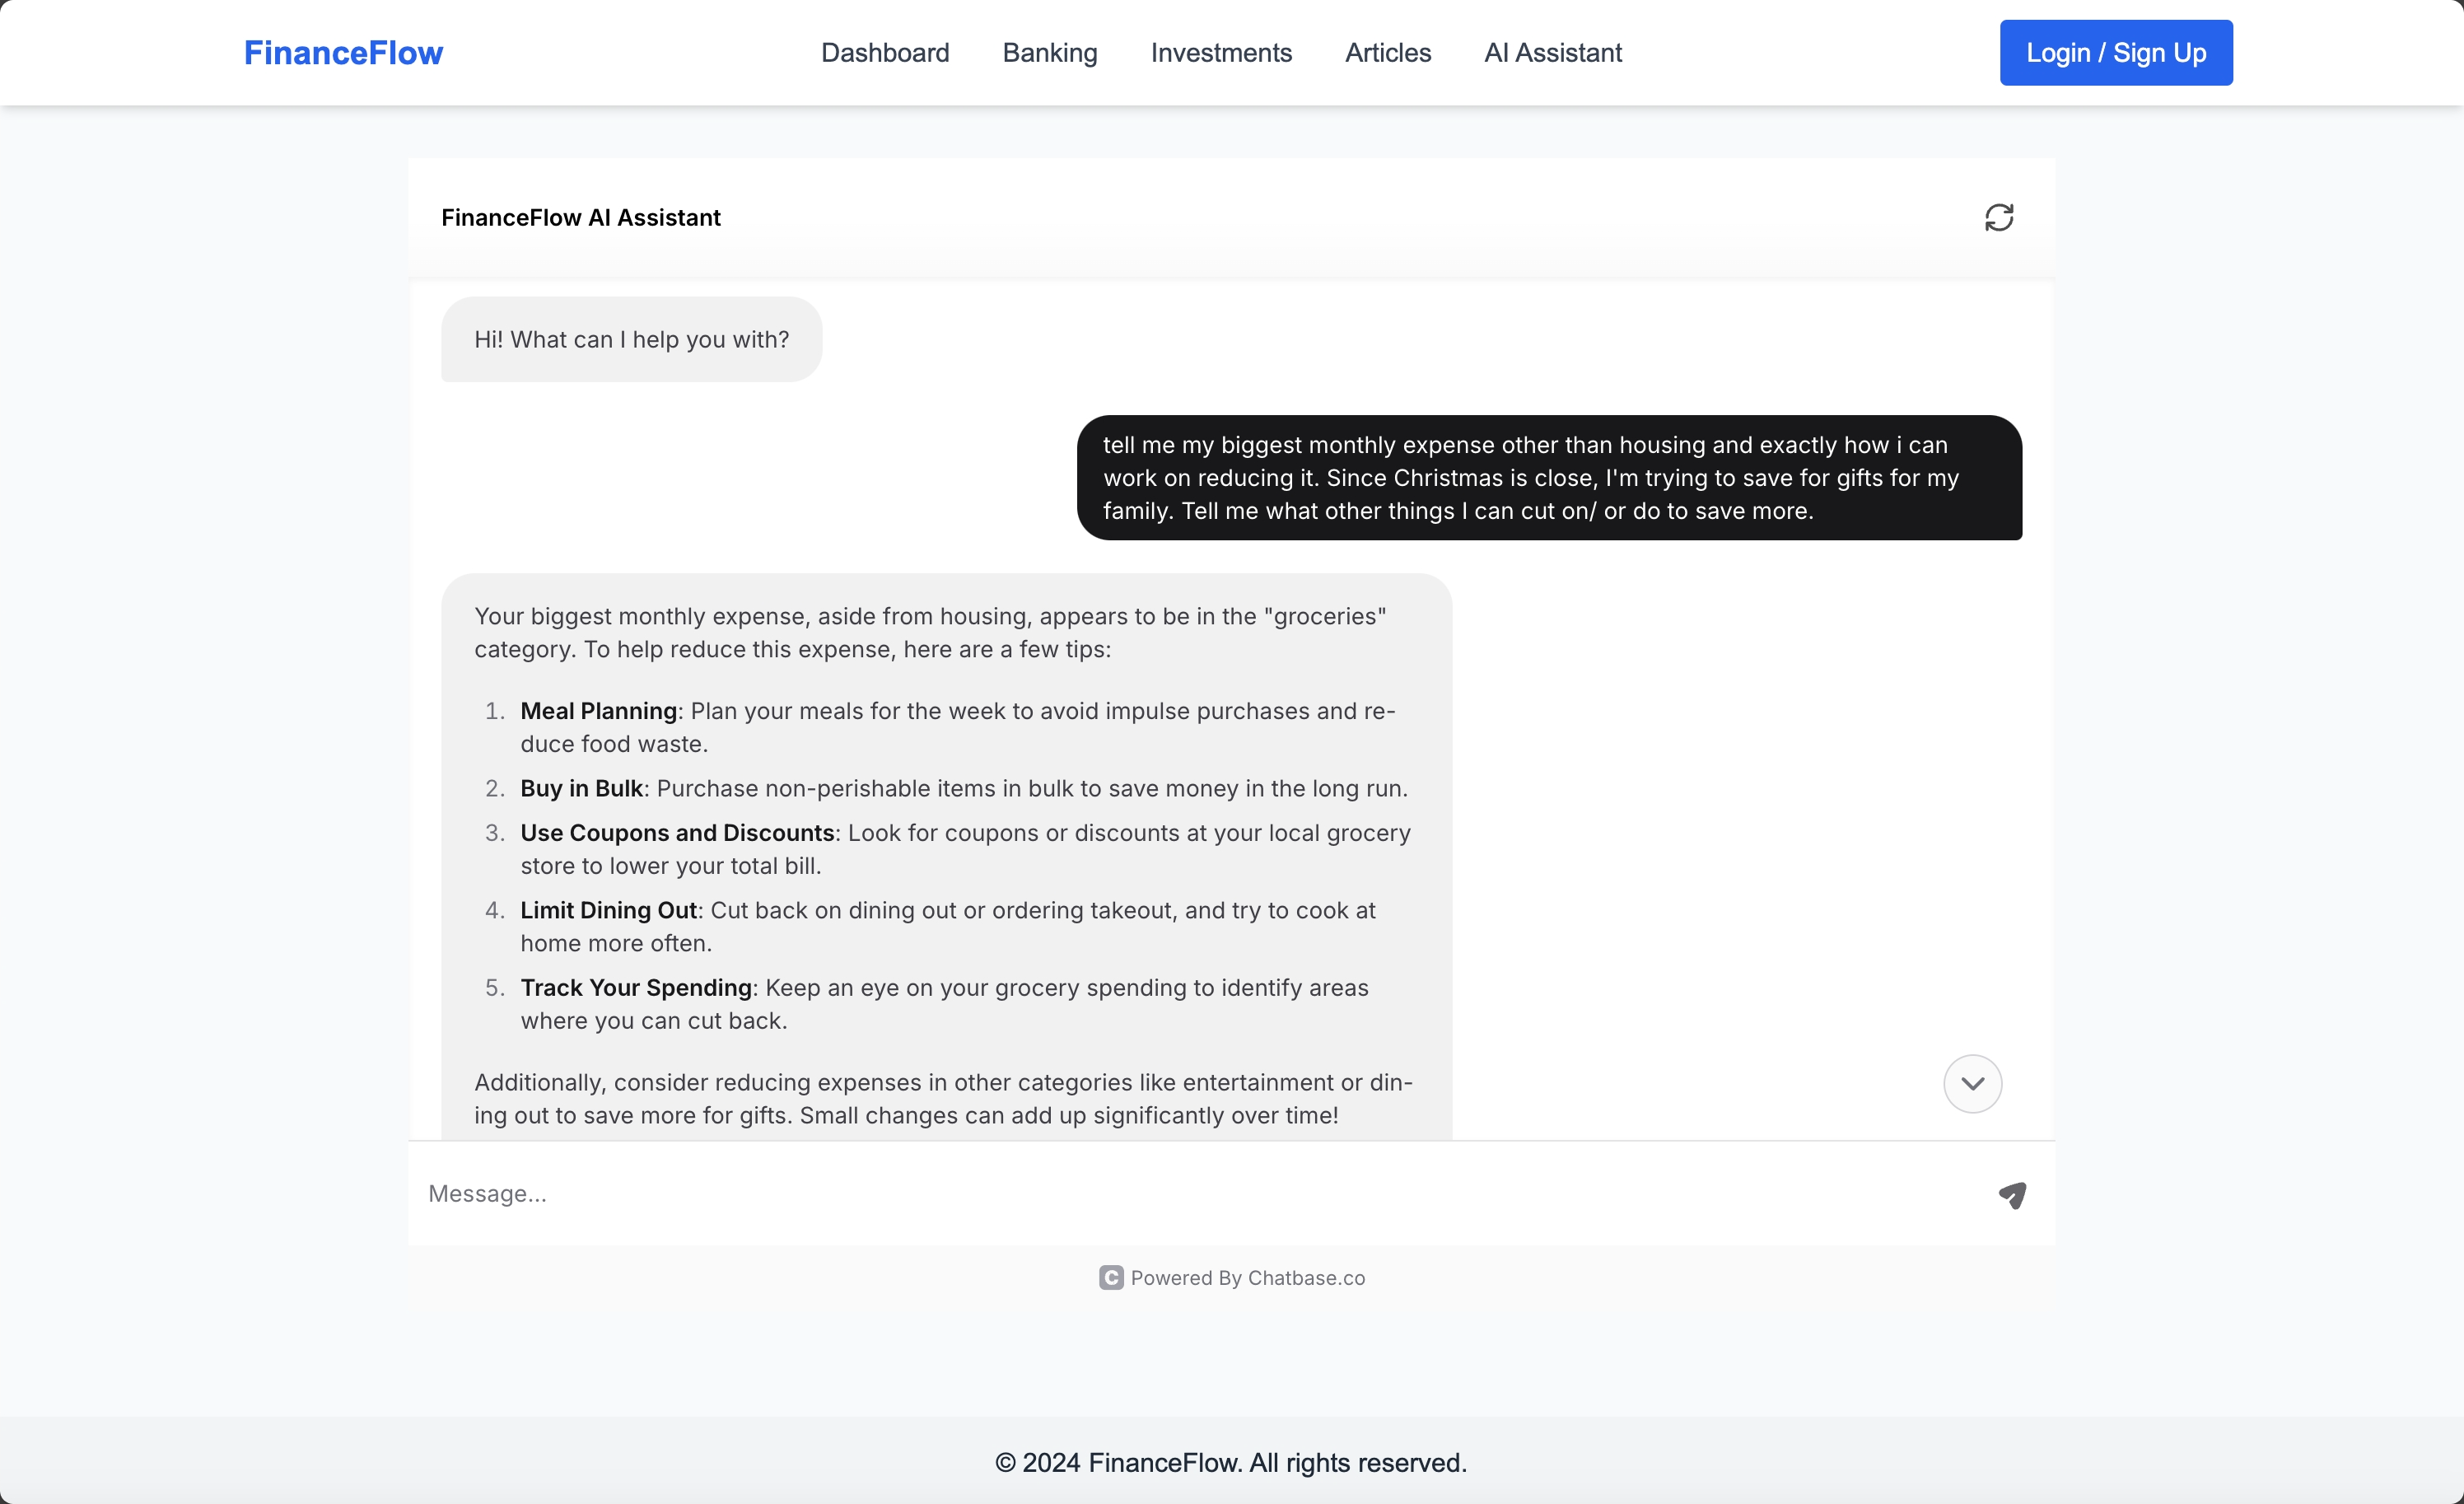 FinanceFlow
Dashboard
Banking
Investments
Articles
AI Assistant
Login / Sign Up
FinanceFlow AI Assistant
Hi! What can I help you with?
tell me my biggest monthly expense other than housing and exactly how i can
work on reducing it. Since Christmas is close, I'm trying to save for gifts for my
family. Tell me what other things I can cut on/ or do to save more.
Your biggest monthly expense, aside from housing, appears to be in the "groceries"
category. To help reduce this expense, here are a few tips:
1. Meal Planning: Plan your meals for the week to avoid impulse purchases and re-
duce food waste.
2. Buy in Bulk: Purchase non-perishable items in bulk to save money in the long run.
3. Use Coupons and Discounts: Look for coupons or discounts at your local grocery
store to lower your total bill.
4. Limit Dining Out: Cut back on dining out or ordering takeout, and try to cook at
home more often.
5. Track Your Spending: Keep an eye on your grocery spending to identify areas
where you can cut back.
Additionally, consider reducing expenses in other categories like entertainment or din-
ing out to save more for gifts. Small changes can add up significantly over time!
Message...
C Powered By Chatbase.co
© 2024 FinanceFlow. All rights reserved.